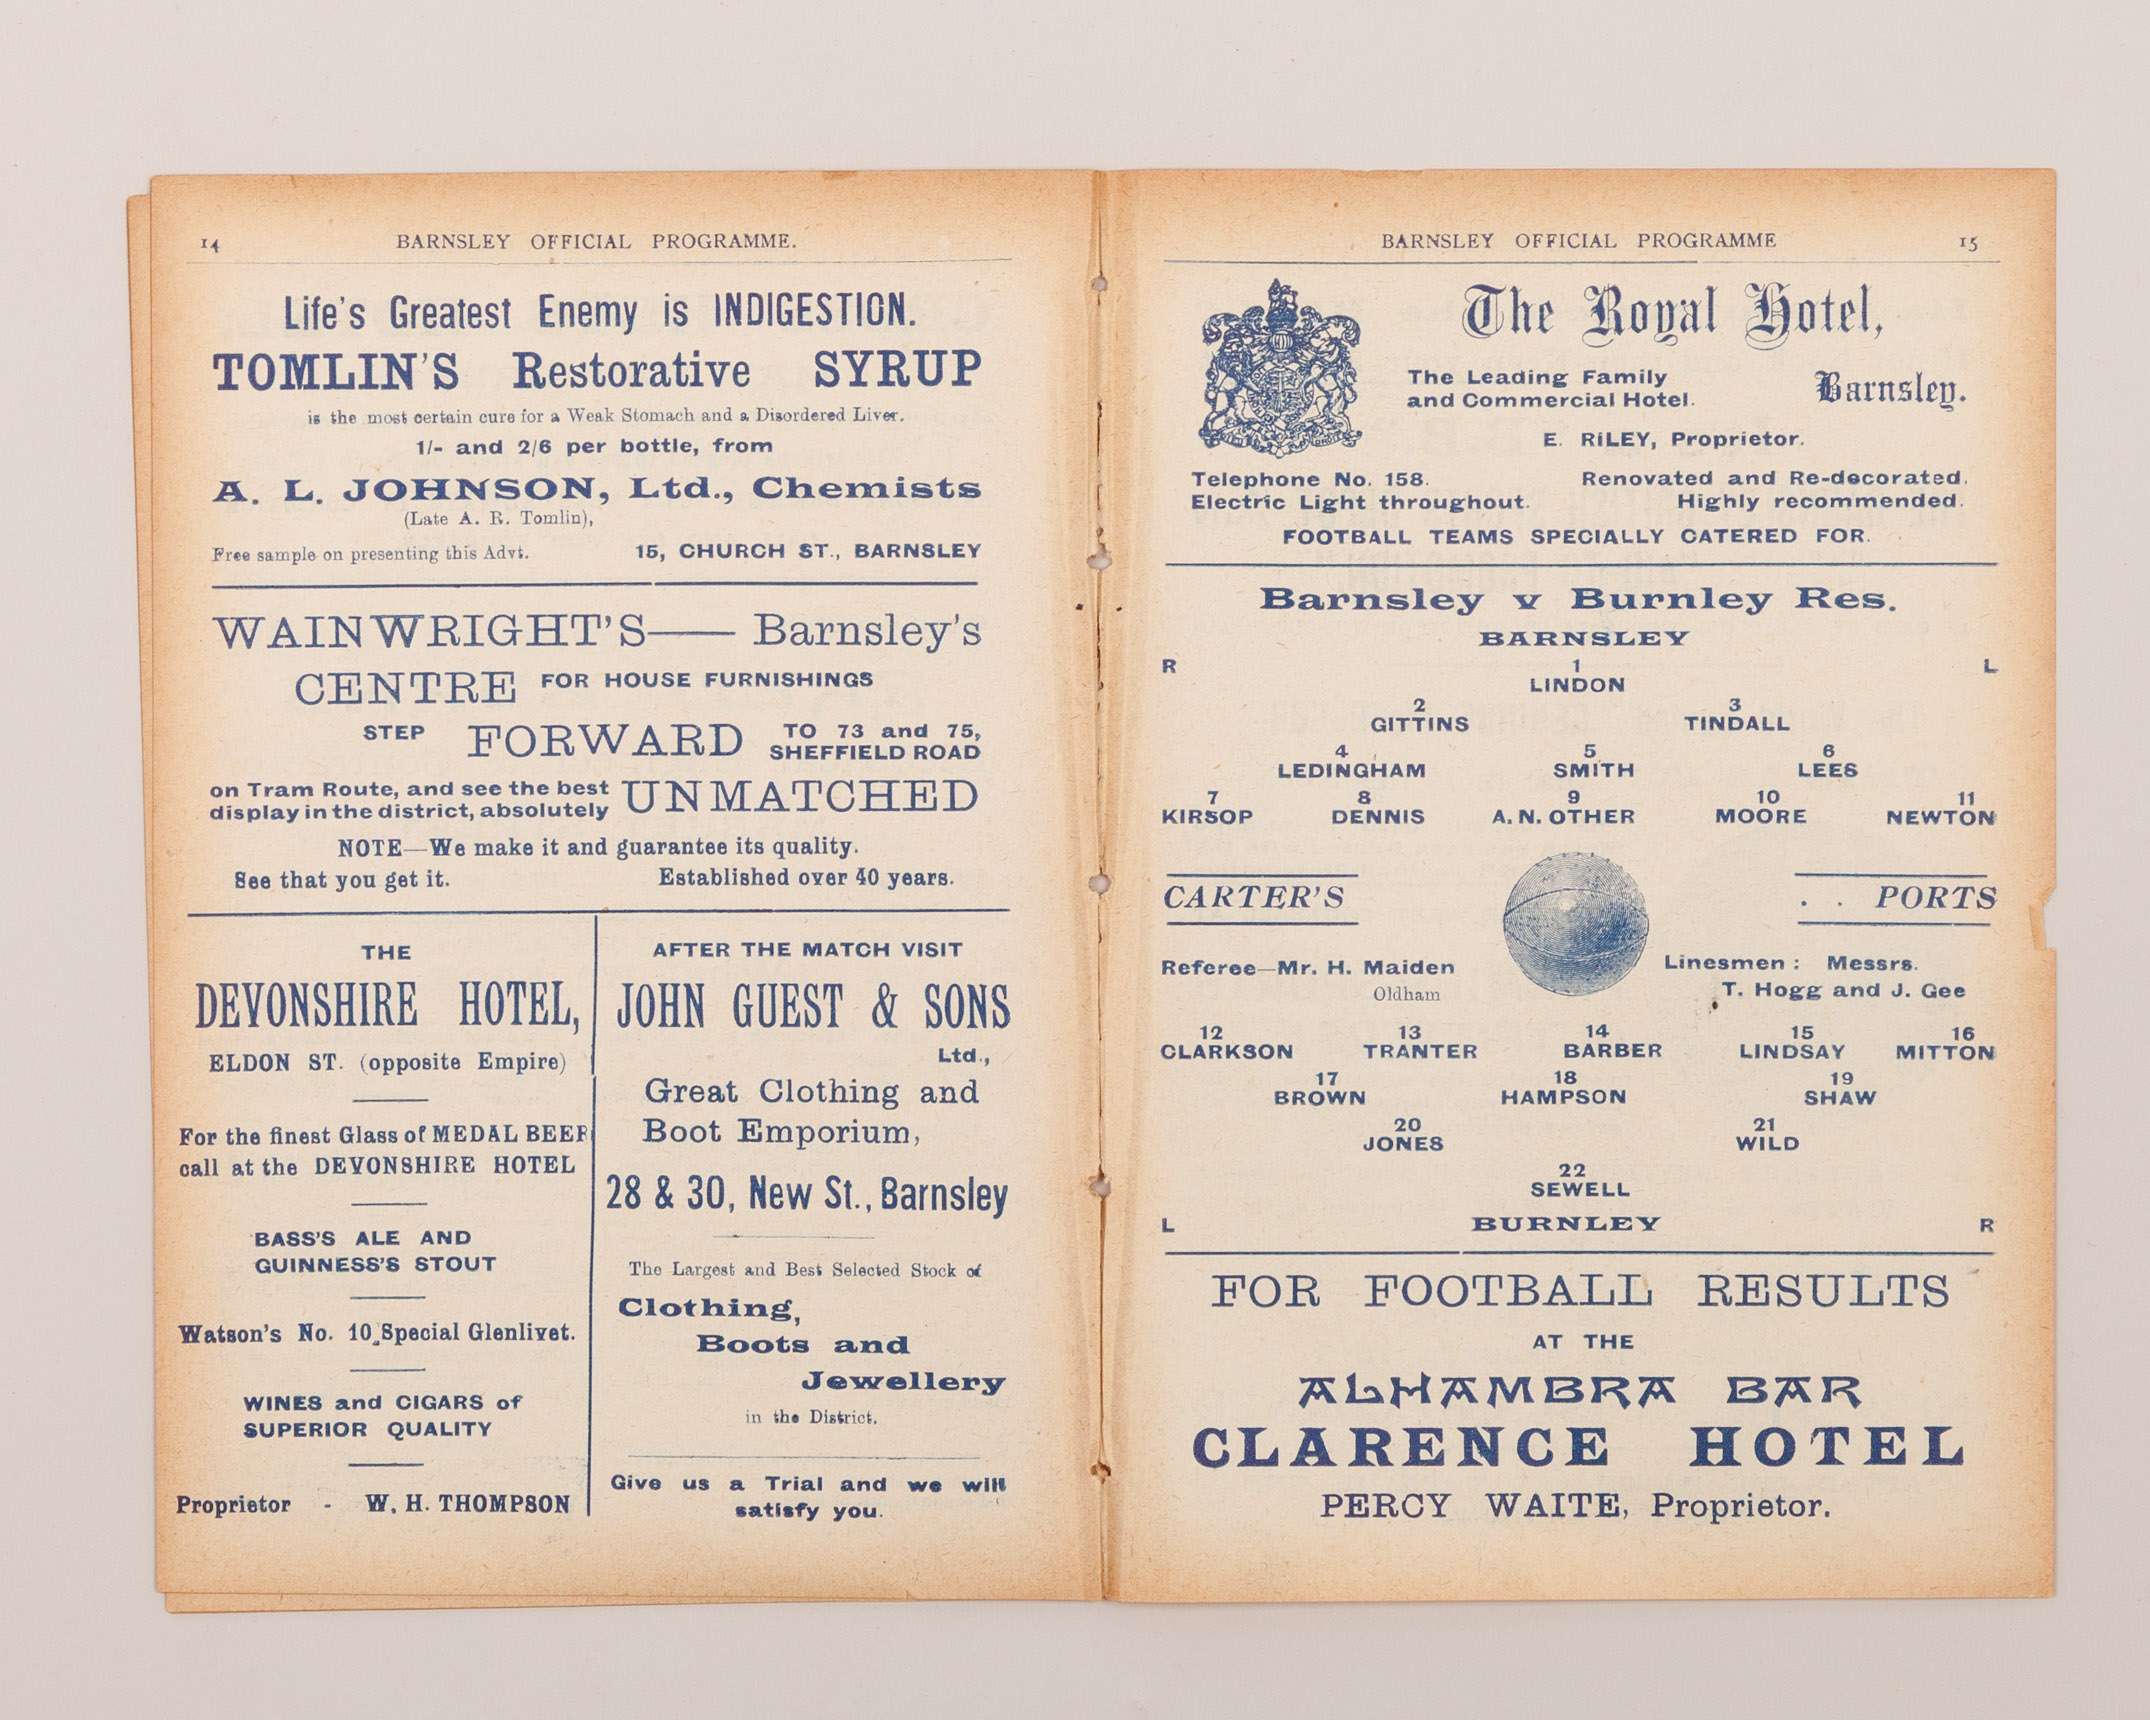 14
BARNSLEY OFFICIAL PROGRAMME.
Life's Greatest Enemy is INDIGESTION.
TOMLIN'S Restorative SYRUP
is the most certain cure for a Weak Stomach and a Disordered Liver.
1/- and 2/6 per bottle, from
A. L. JOHNSON, Ltd., Chemists
(Late A. R. Tomlin),
Free sample on presenting this Advt. 15, CHURCH ST., BARNSLEY
WAINWRIGHT'S—— Barnsley's
CENTRE FOR HOUSE FURNISHINGS
STEP FORWARD TO 73 and 75,
SHEFFIELD ROAD
on Tram Route, and see the best
display in the district, absolutely UNMATCHED
NOTE—We make it and guarantee its quality.
See that you get it. Established over 40 years.
THE
DEVONSHIRE HOTEL,
ELDON ST. (opposite Empire)
For the finest Glass of MEDAL BEER
call at the DEVONSHIRE HOTEL
BASS'S ALE AND
GUINNESS'S STOUT
Watson's No. 10 Special Glenlivet.
WINES and CIGARS of
SUPERIOR QUALITY
Proprietor - W. H. THOMPSON
AFTER THE MATCH VISIT
JOHN GUEST & SONS
Ltd.,
Great Clothing and
Boot Emporium,
28 & 30, New St., Barnsley
The Largest and Best Selected Stock of
Clothing,
Boots and
Jewellery
in the District.
Give us a Trial and we will
satisfy you.
BARNSLEY OFFICIAL PROGRAMME
15
The Royal Hotel,
The Leading Family
and Commercial Hotel.
Barnsley.
E. RiLEY, Proprietor.
Telephone No. 158. Renovated and Re-decorated.
Electric Light throughout. Highly recommended.
FOOTBALL TEAMS SPECIALLY CATERED FOR.
Barnsley v Burnley Res.
BARNSLEY
R 1 L
LINDON
2 3
GITTINS TINDALL
4 5 6
LEDINGHAM SMITH LEES
7 8 9 10 11
KIRSOP DENNIS A. N. OTHER MOORE NEWTON
CARTER'S . . PORTS
Referee—Mr. H. Maiden
Oldham
Linesmen : Messrs.
T. Hogg and J. Gee
12 13 14 15 16
CLARKSON TRANTER BARBER LINDSAY MITTON
17 18 19
BROWN HAMPSON SHAW
20 21
JONES WILD
22
SEWELL
L BURNLEY R
FOR FOOTBALL RESULTS
AT THE
ALHAMBRA BAR
CLARENCE HOTEL
PERCY WAITE, Proprietor.